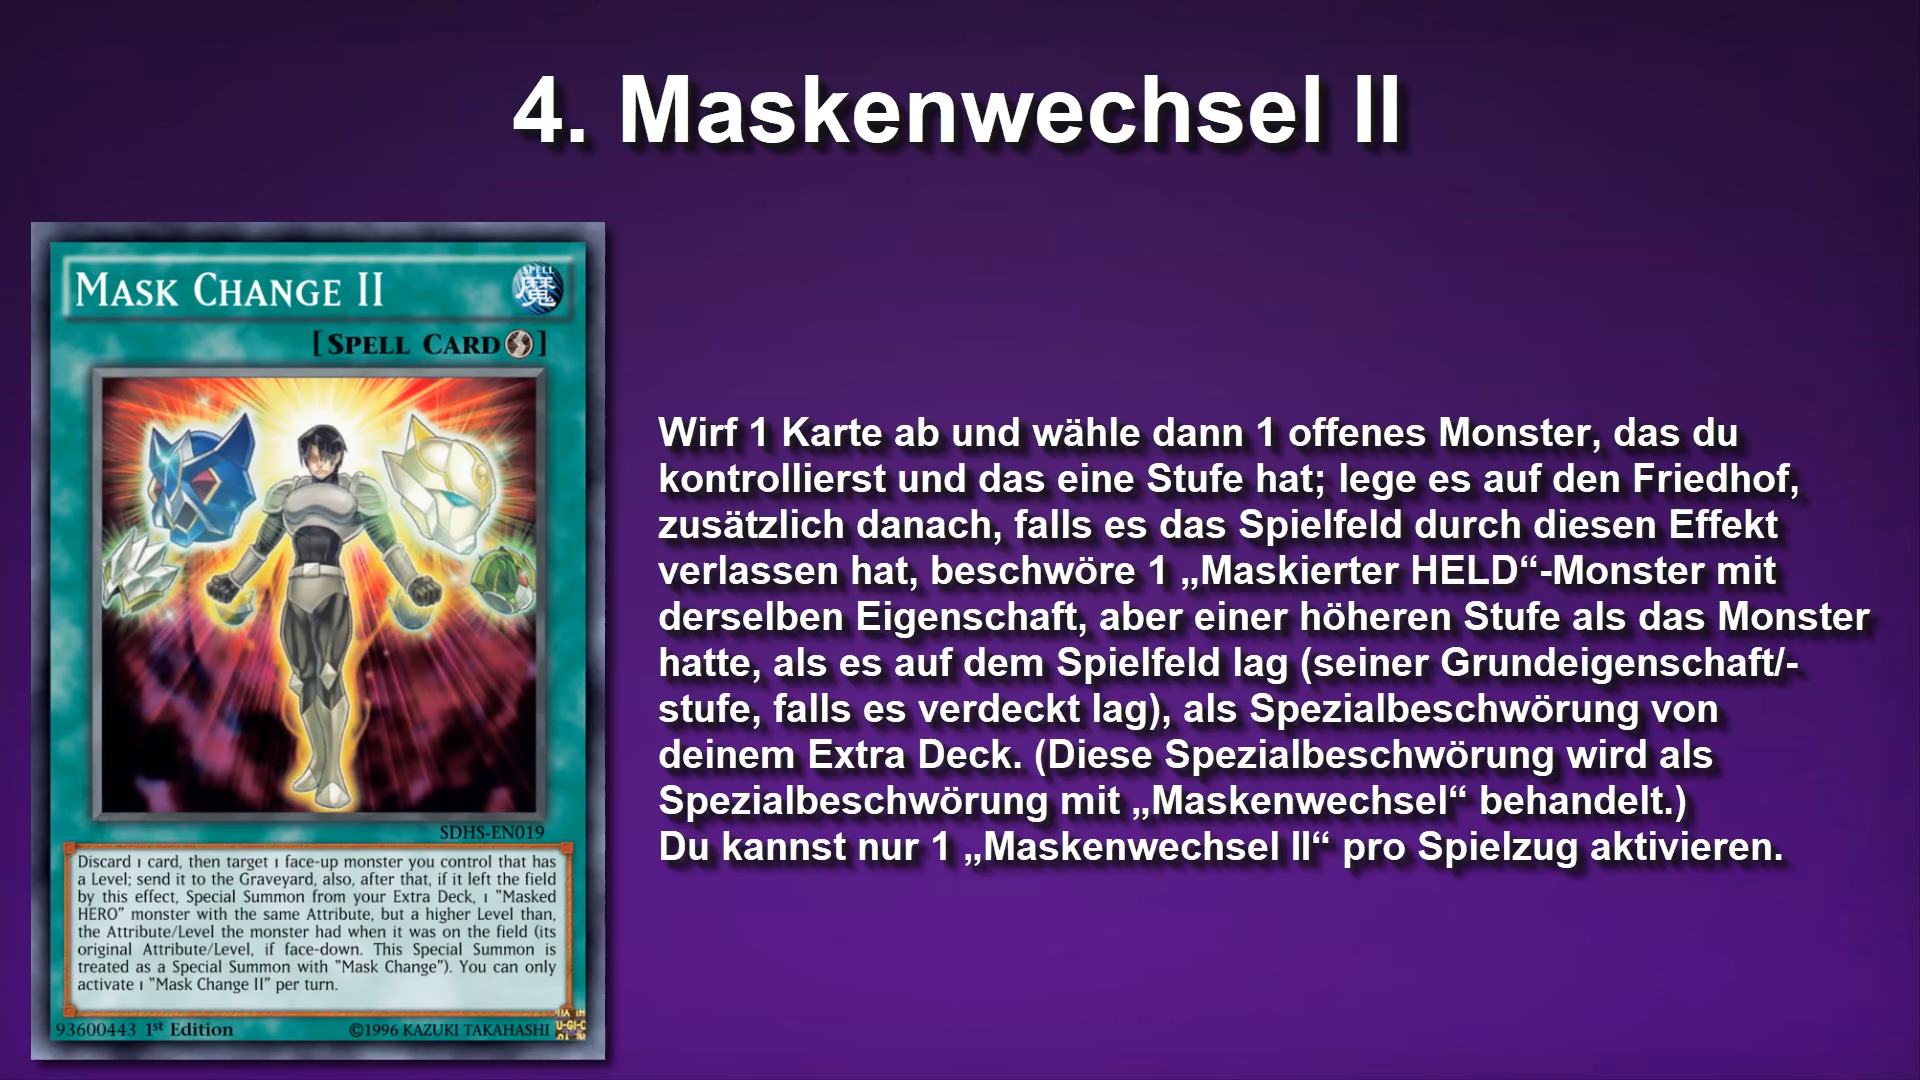 4. Maskenwechsel II
MASK CHANGE II
SPELL
魔
[SPELL CARD]
Wirf 1 Karte ab und wähle dann 1 offenes Monster, das du
kontrollierst und das eine Stufe hat; lege es auf den Friedhof,
zusätzlich danach, falls es das Spielfeld durch diesen Effekt
verlassen hat, beschwöre 1 „Maskierter HELD“-Monster mit
derselben Eigenschaft, aber einer höheren Stufe als das Monster
hatte, als es auf dem Spielfeld lag (seiner Grundeigenschaft/-
stufe, falls es verdeckt lag), als Spezialbeschwörung von
deinem Extra Deck. (Diese Spezialbeschwörung wird als
Spezialbeschwörung mit „Maskenwechsel“ behandelt.)
Du kannst nur 1 „Maskenwechsel II“ pro Spielzug aktivieren.
SDHS-EN019
Discard 1 card, then target 1 face-up monster you control that has
a Level; send it to the Graveyard, also, after that, if it left the field
by this effect, Special Summon from your Extra Deck, 1 "Masked
HERO" monster with the same Attribute, but a higher Level than,
the Attribute/Level the monster had when it was on the field (its
original Attribute/Level, if face-down. This Special Summon is
treated as a Special Summon with "Mask Change"). You can only
activate 1 "Mask Change II" per turn.
93600443 1st Edition
©1996 KAZUKI TAKAHASHI